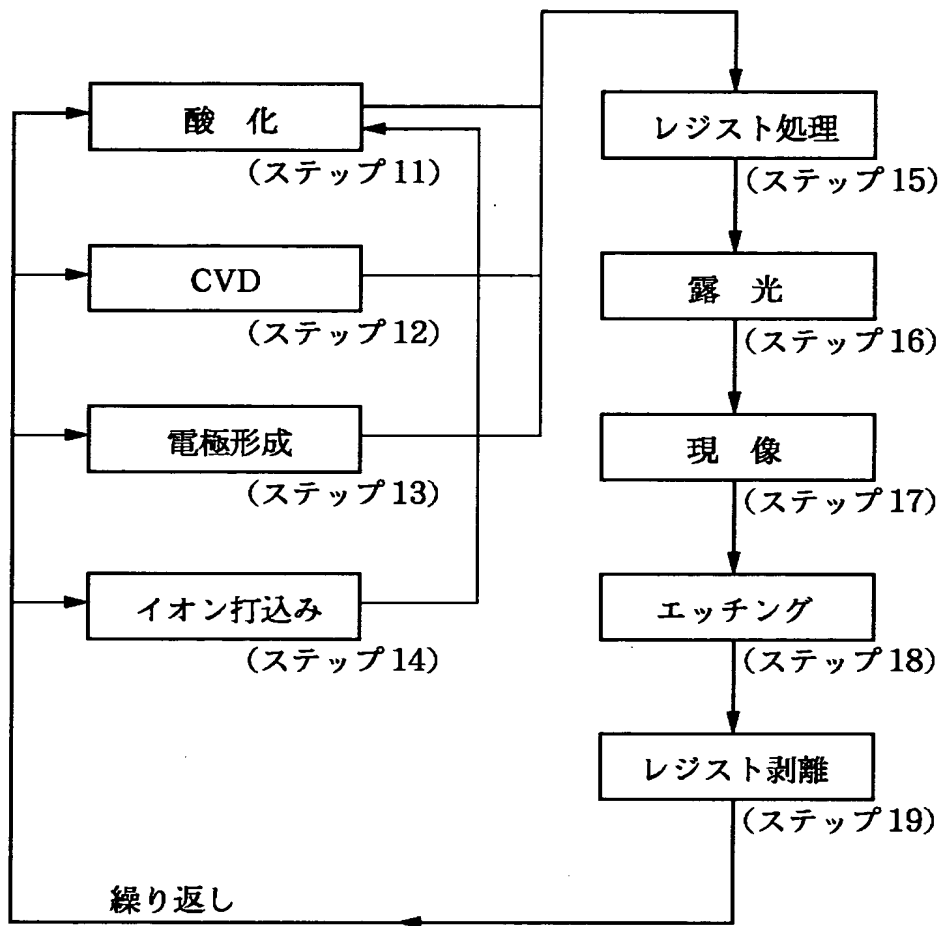 酸 化
(ステップ11)
CVD
(ステップ12)
電極形成
(ステップ13)
イオン打込み
(ステップ14)
レジスト処理
(ステップ15)
露 光
(ステップ16)
現 像
(ステップ17)
エッチング
(ステップ18)
レジスト剥離
(ステップ19)
繰り返し